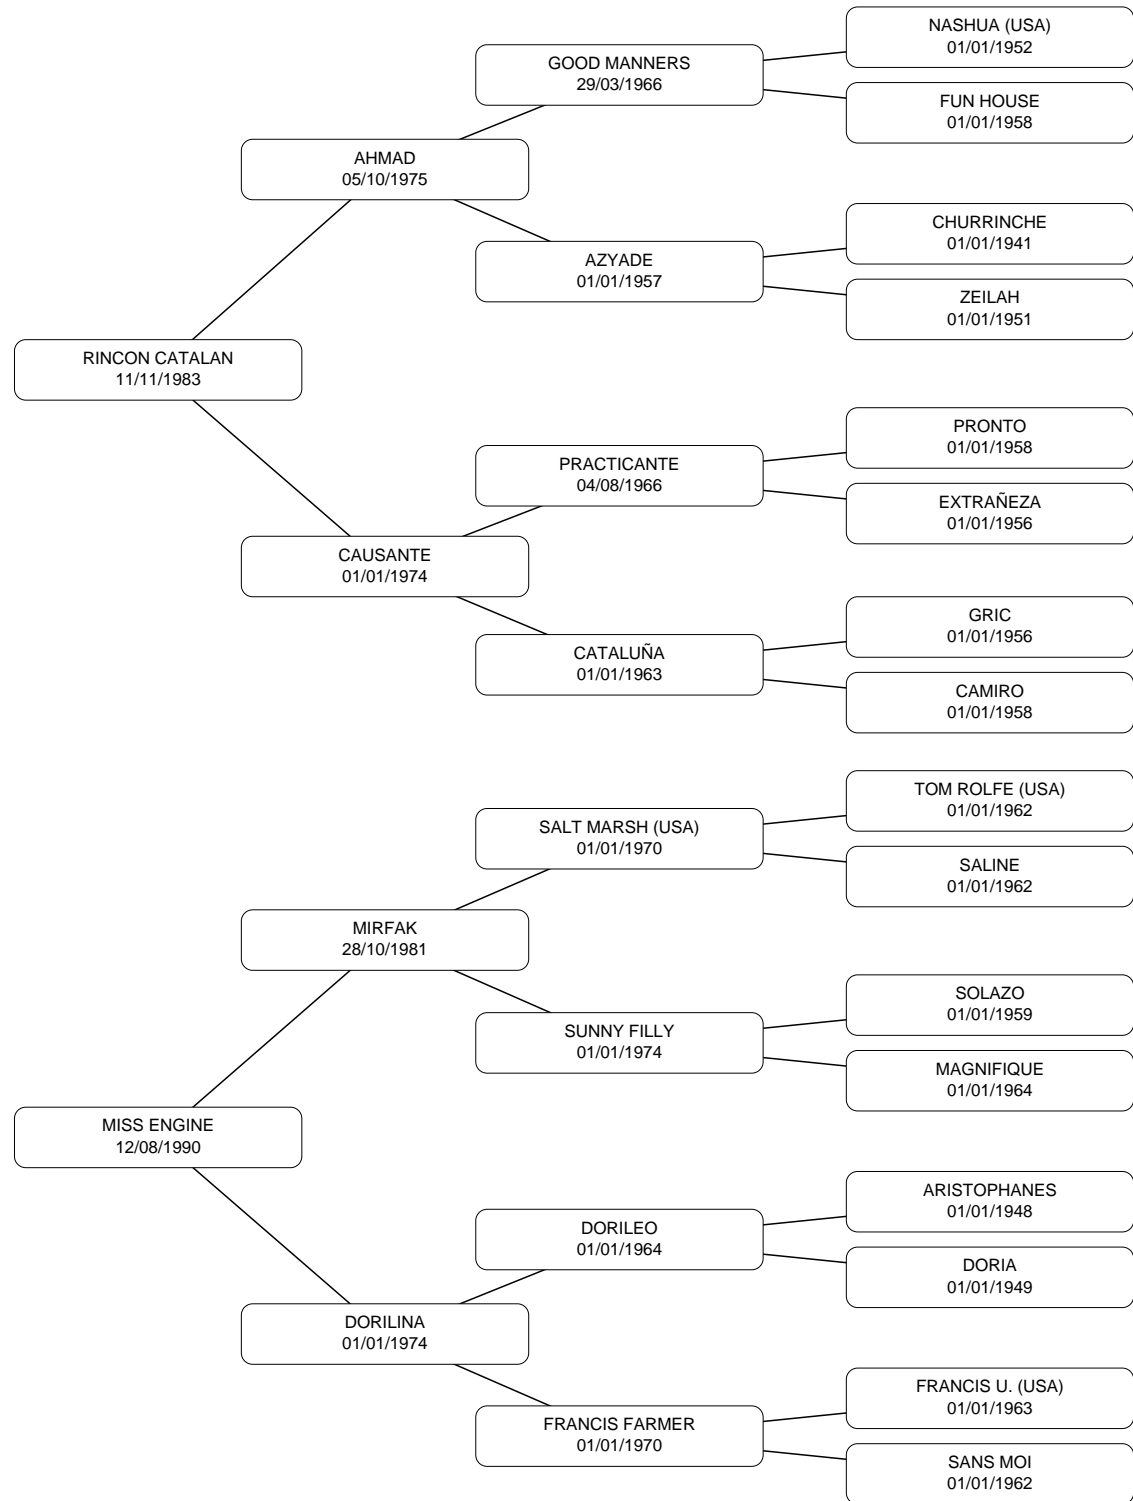 NASHUA (USA)
01/01/1952
GOOD MANNERS
29/03/1966
FUN HOUSE
01/01/1958
AHMAD
05/10/1975
CHURRINCHE
01/01/1941
AZYADE
01/01/1957
ZEILAH
01/01/1951
RINCON CATALAN
11/11/1983
PRONTO
01/01/1958
PRACTICANTE
04/08/1966
EXTRAÑEZA
01/01/1956
CAUSANTE
01/01/1974
GRIC
01/01/1956
CATALUÑA
01/01/1963
CAMIRO
01/01/1958
TOM ROLFE (USA)
01/01/1962
SALT MARSH (USA)
01/01/1970
SALINE
01/01/1962
MIRFAK
28/10/1981
SOLAZO
01/01/1959
SUNNY FILLY
01/01/1974
MAGNIFIQUE
01/01/1964
MISS ENGINE
12/08/1990
ARISTOPHANES
01/01/1948
DORILEO
01/01/1964
DORIA
01/01/1949
DORILINA
01/01/1974
FRANCIS U. (USA)
01/01/1963
FRANCIS FARMER
01/01/1970
SANS MOI
01/01/1962